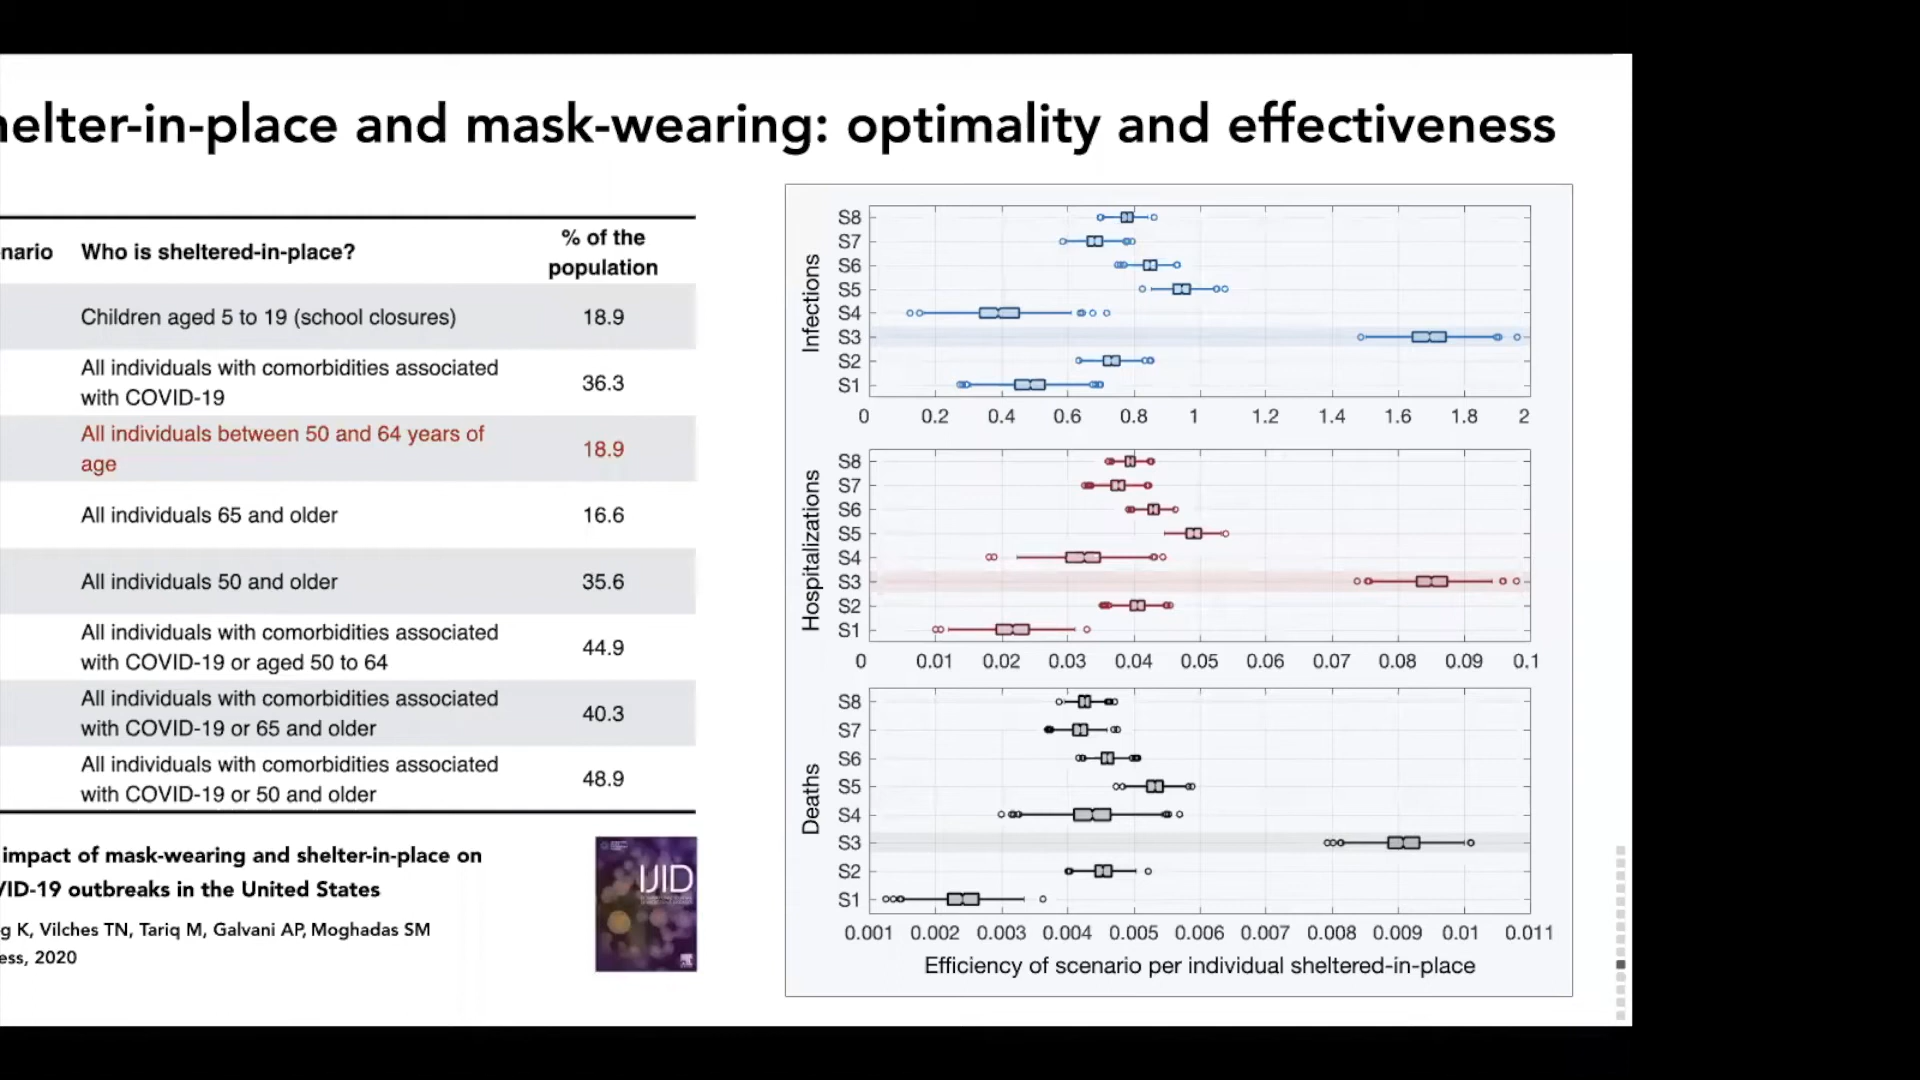 helter-in-place and mask-wearing: optimality and effectiveness
nario
Who is sheltered-in-place?
% of the
population
Children aged 5 to 19 (school closures)
18.9
All individuals with comorbidities associated
with COVID-19
36.3
All individuals between 50 and 64 years of
age
18.9
All individuals 65 and older
16.6
All individuals 50 and older
35.6
All individuals with comorbidities associated
with COVID-19 or aged 50 to 64
44.9
All individuals with comorbidities associated
with COVID-19 or 65 and older
40.3
All individuals with comorbidities associated
with COVID-19 or 50 and older
48.9
impact of mask-wearing and shelter-in-place on
VID-19 outbreaks in the United States
g K, Vilches TN, Tariq M, Galvani AP, Moghadas SM
ess, 2020
IJID
Infections
S8
S7
S6
S5
S4
S3
S2
S1
0 0.2 0.4 0.6 0.8 1 1.2 1.4 1.6 1.8 2
Hospitalizations
S8
S7
S6
S5
S4
S3
S2
S1
0 0.01 0.02 0.03 0.04 0.05 0.06 0.07 0.08 0.09 0.1
Deaths
S8
S7
S6
S5
S4
S3
S2
S1
0.001 0.002 0.003 0.004 0.005 0.006 0.007 0.008 0.009 0.01 0.011
Efficiency of scenario per individual sheltered-in-place